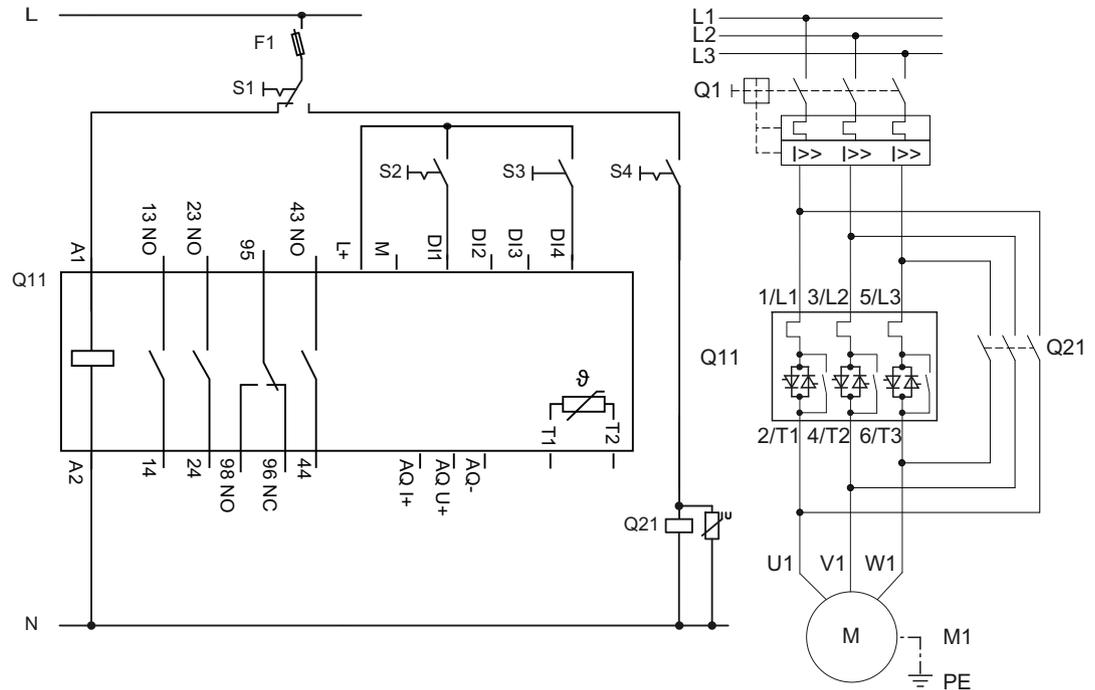 L
F1
S1
S2
S3
S4
A1
13 NO
23 NO
95
43 NO
L+
M
DI1
DI2
DI3
DI4
Q11
ϑ
T1
T2
A2
14
24
98 NO
96 NC
44
AQ I+
AQ U+
AQ-
Q21
U
N
L1
L2
L3
Q1
I>> I>> I>>
1/L1 3/L2 5/L3
Q11
Q21
2/T1 4/T2 6/T3
U1 V1 W1
M
M1
PE